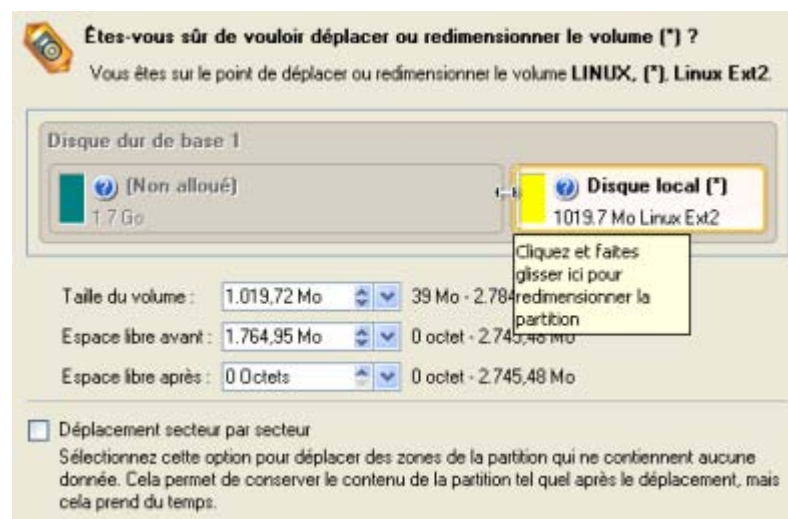 Êtes-vous sûr de vouloir déplacer ou redimensionner le volume (*) ?
Vous êtes sur le point de déplacer ou redimensionner le volume LINUX, (*), Linux Ext2.
Disque dur de base 1
(Non alloué)
1.7 Go
Disque local (*)
1019.7 Mo Linux Ext2
Cliquez et faites
glisser ici pour
redimensionner la
partition
Taille du volume : 1.019,72 Mo 39 Mo - 2.784
Espace libre avant : 1.764,95 Mo 0 octet - 2.745,48 Mo
Espace libre après : 0 Octets 0 octet - 2.745,48 Mo
Déplacement secteur par secteur
Sélectionnez cette option pour déplacer des zones de la partition qui ne contiennent aucune
donnée. Cela permet de conserver le contenu de la partition tel quel après le déplacement, mais
cela prend du temps.